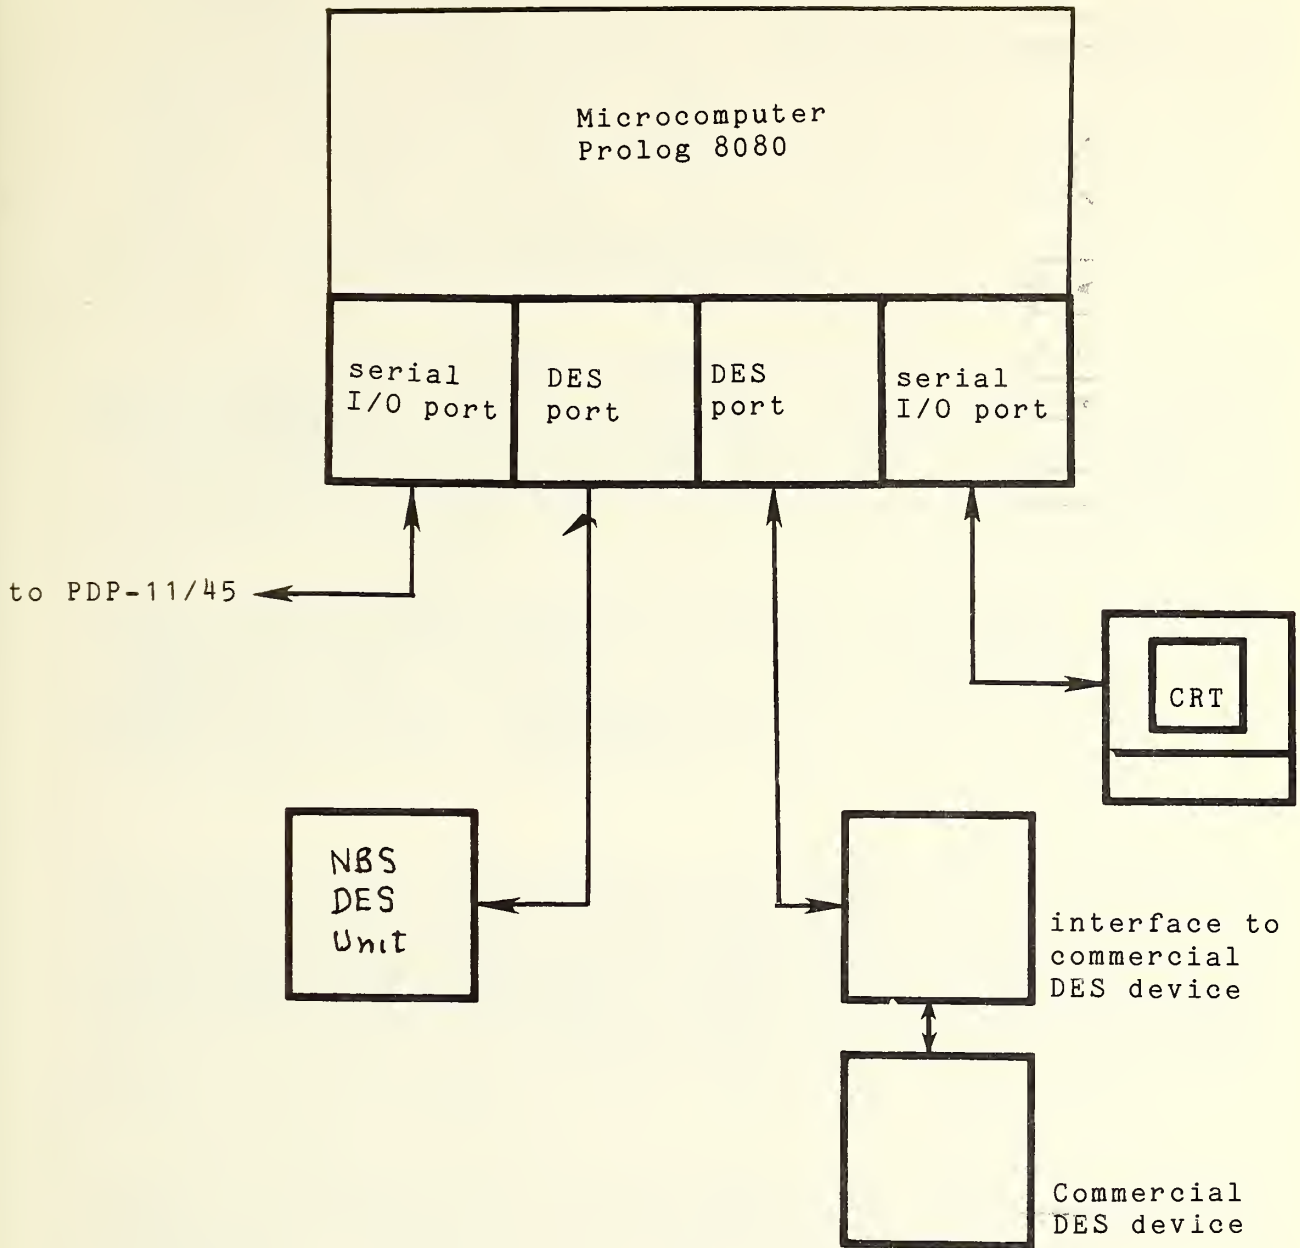 Microcomputer
Prolog 8080
serial
I/O port
DES
port
DES
port
serial
I/O port
to PDP-11/45
CRT
NBS
DES
Unit
interface to
commercial
DES device
Commercial
DES device